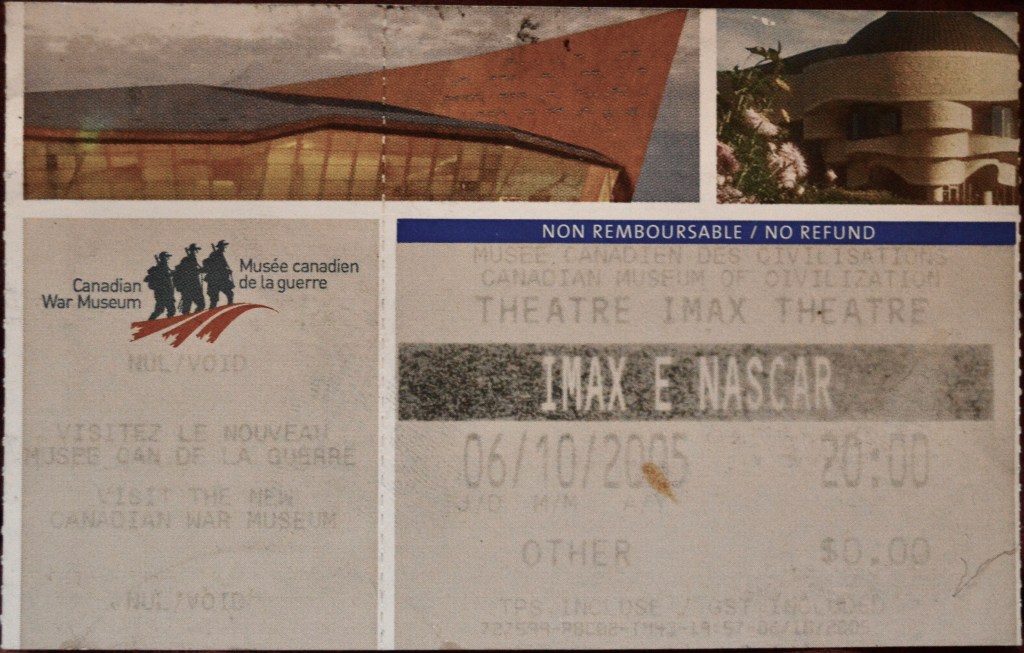 Canadian
War Museum
Musée canadien
de la guerre
NUL/VOID
VISITEZ LE NOUVEAU
MUSEE CAN DE LA GUERRE
VISIT THE NEW
CANADIAN WAR MUSEUM
NUL/VOID
NON REMBOURSABLE / NO REFUND
MUSEE CANADIEN DES CIVILISATIONS
CANADIAN MUSEUM OF CIVILIZATION
THEATRE IMAX THEATRE
IMAX E NASCAR
06/10/2005 20:00
J/D M/M A/Y
OTHER $0.00
TPS INCLUSE / GST INCLUDED